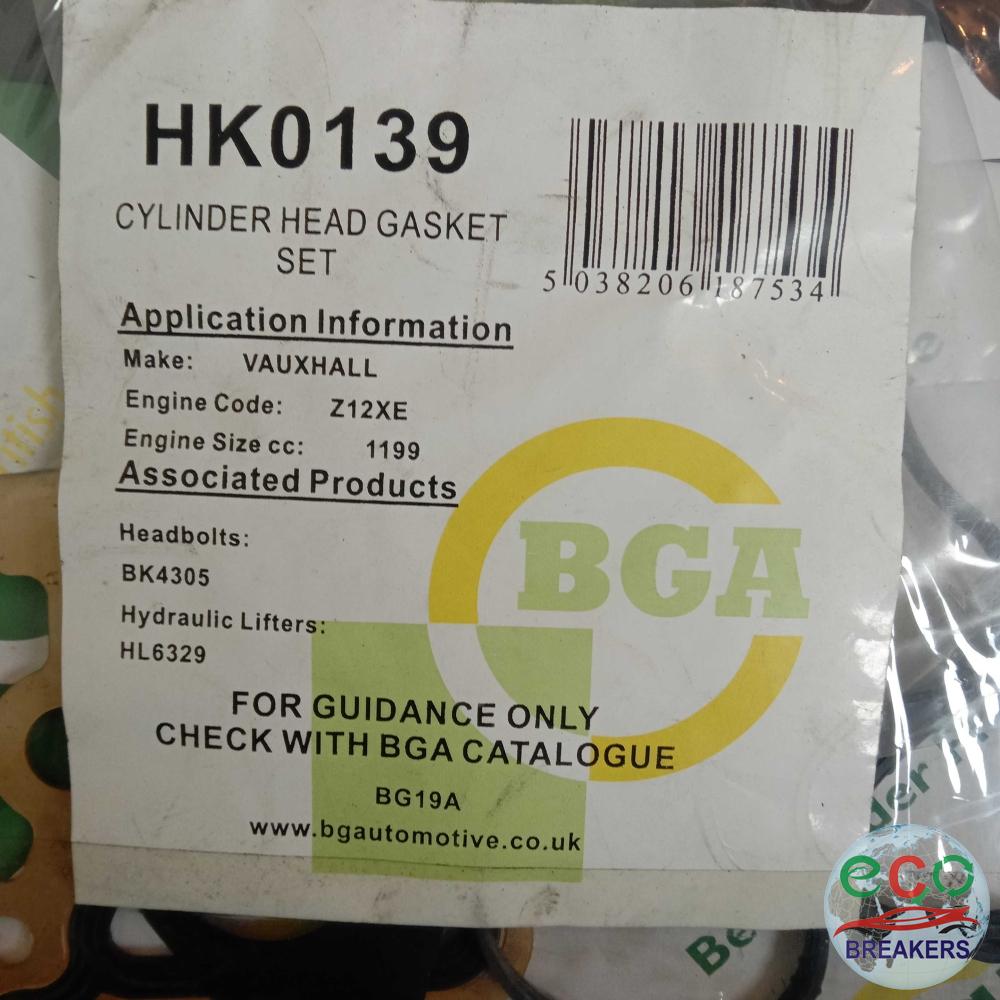 HK0139
CYLINDER HEAD GASKET
SET
5 038206 187534
Application Information
Make: VAUXHALL
Engine Code: Z12XE
Engine Size cc: 1199
Associated Products
Headbolts:
BK4305
Hydraulic Lifters:
HL6329
BGA
FOR GUIDANCE ONLY
CHECK WITH BGA CATALOGUE
BG19A
www.bgautomotive.co.uk
eco
BREAKERS